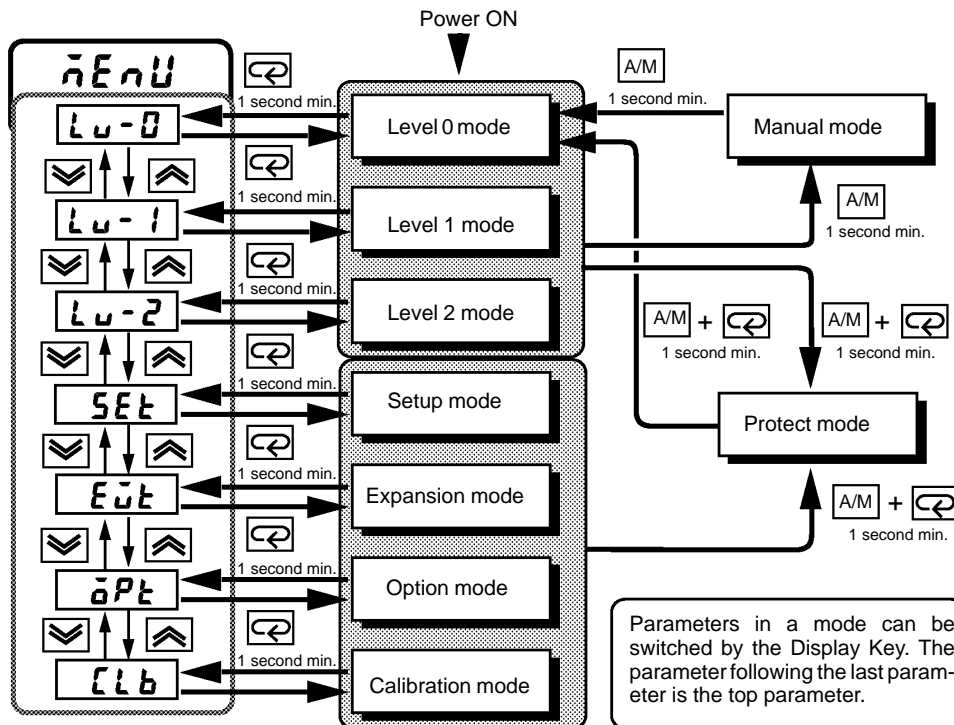 Power ON
mEnU
A/M
1 second min.
1 second min.
Lu-0
Level 0 mode
Manual mode
1 second min.
A/M
1 second min.
Lu-1
Level 1 mode
1 second min.
Lu-2
Level 2 mode
A/M +
1 second min.
A/M +
1 second min.
1 second min.
SEt
Setup mode
Protect mode
1 second min.
Eüt
Expansion mode
A/M +
1 second min.
1 second min.
oPt
Option mode
1 second min.
CLb
Calibration mode
Parameters in a mode can be
switched by the Display Key. The
parameter following the last param-
eter is the top parameter.